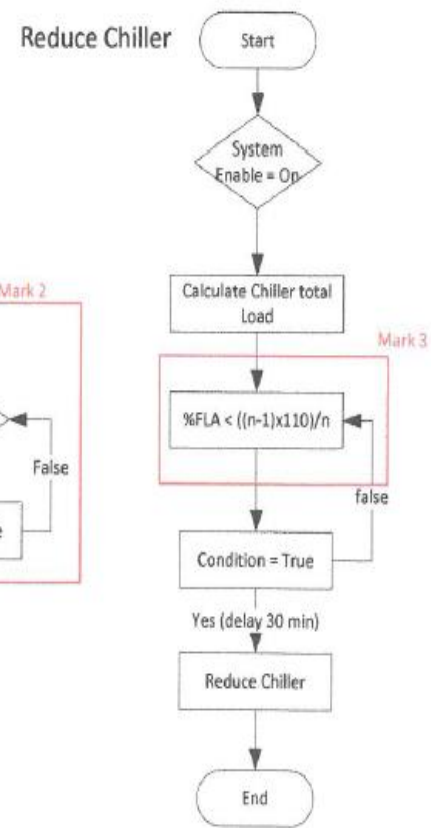 Reduce Chiller
Start
System
Enable = On
Calculate Chiller total
Load
Mark 2
Mark 3
%FLA < ((n-1)x110)/n
False
false
Condition = True
Yes (delay 30 min)
Reduce Chiller
End